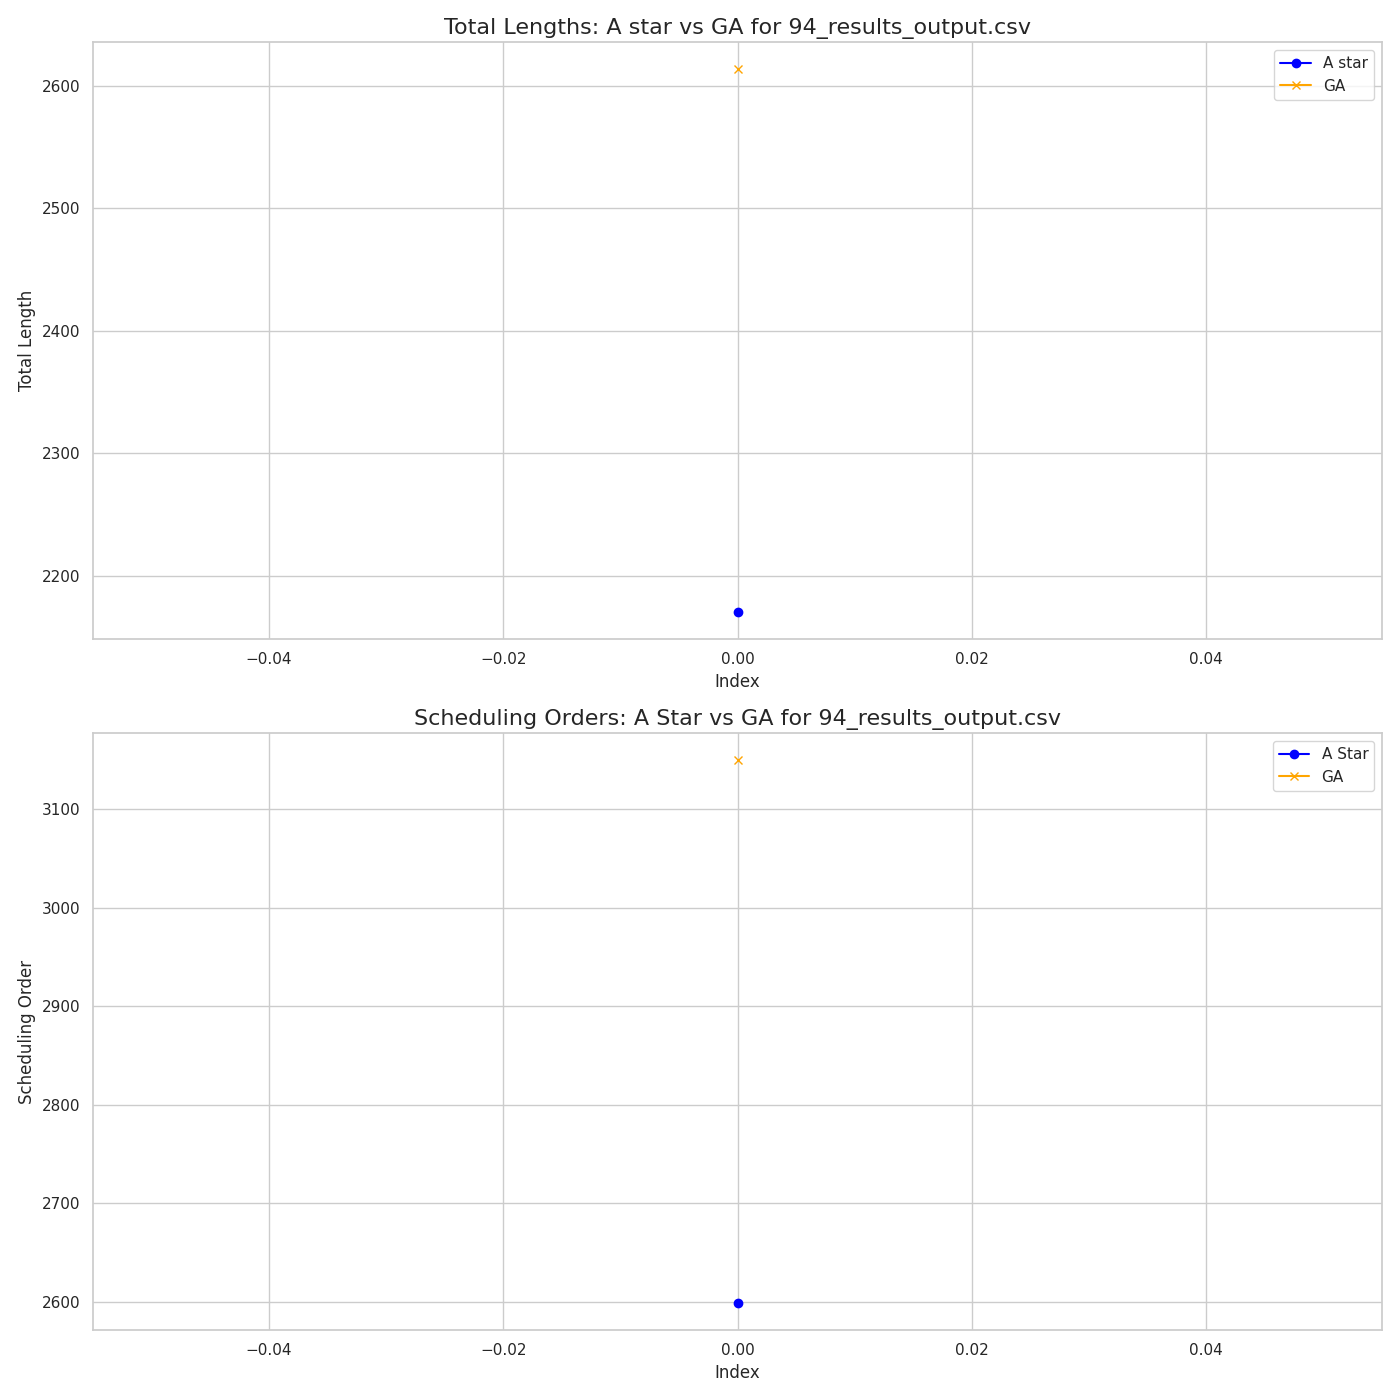 Total Lengths: A star vs GA for 94_results_output.csv
A star
GA
2600
2500
2400
2300
2200
Total Length
−0.04 −0.02 0.00 0.02 0.04
Index
Scheduling Orders: A Star vs GA for 94_results_output.csv
A Star
GA
3100
3000
2900
2800
2700
2600
Scheduling Order
−0.04 −0.02 0.00 0.02 0.04
Index